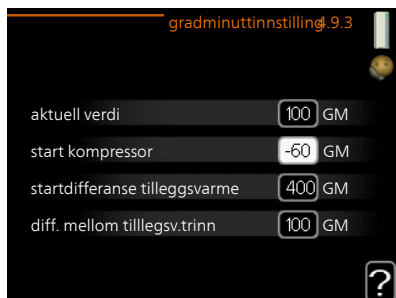 gradminuttinnstilling 4.9.3
aktuell verdi 100 GM
start kompressor -60 GM
startdifferanse tilleggsvarme 400 GM
diff. mellom tilllegsv.trinn 100 GM
?